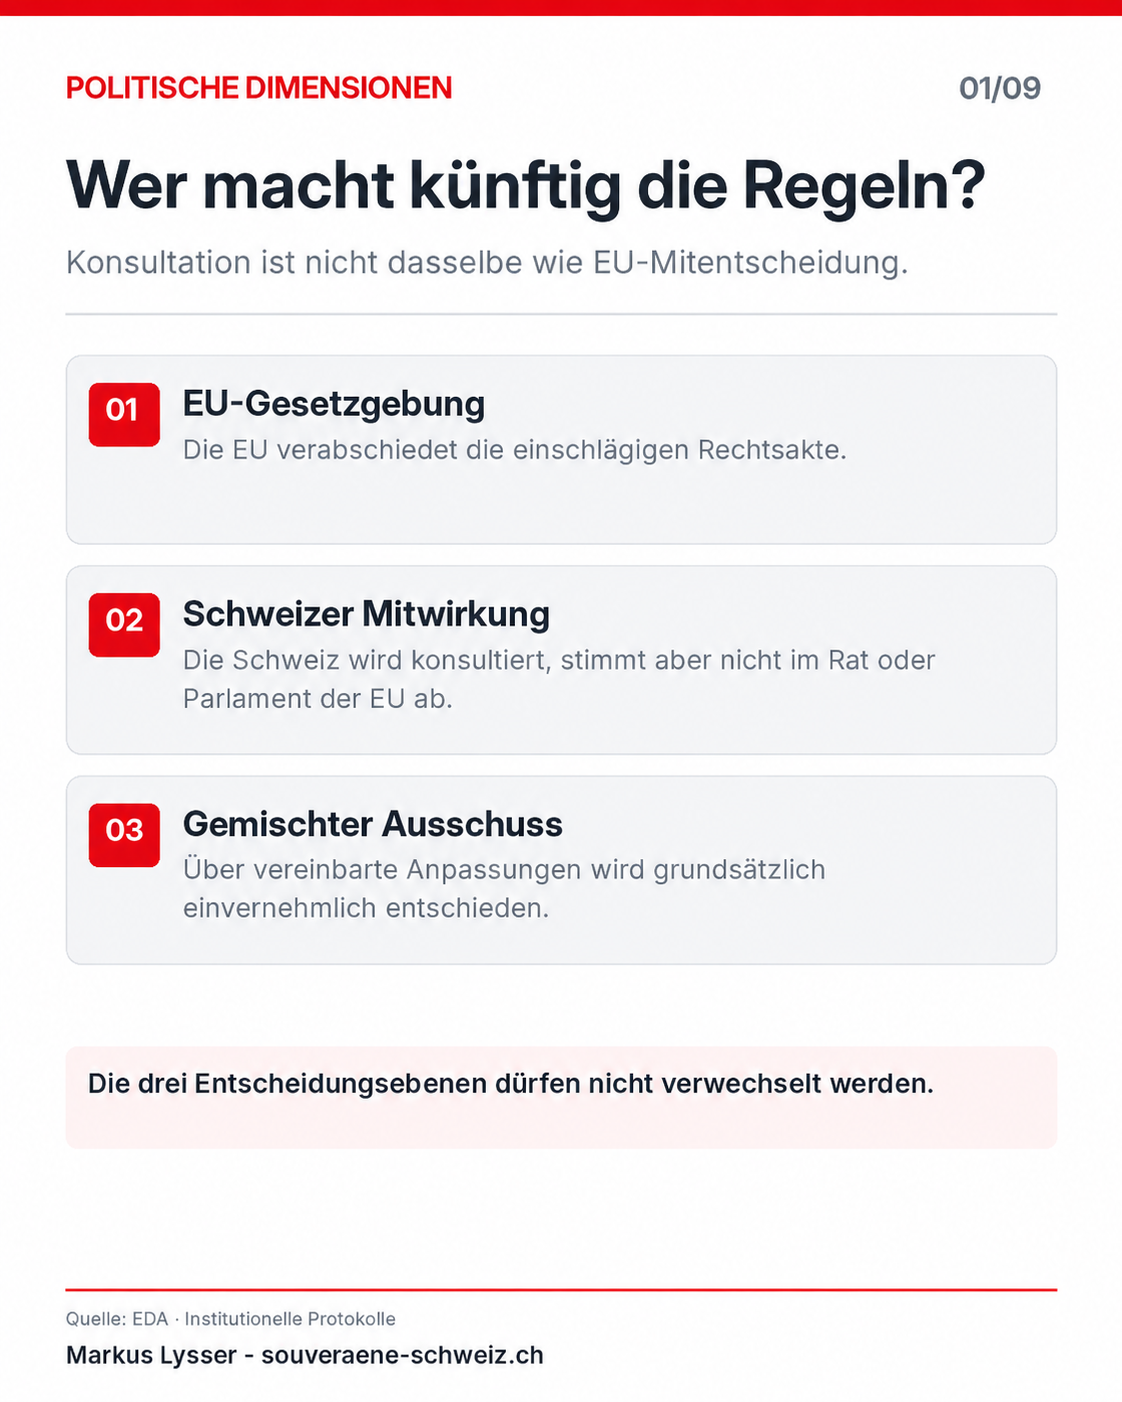 POLITISCHE DIMENSIONEN
01/09
Wer macht künftig die Regeln?
Konsultation ist nicht dasselbe wie EU-Mitentscheidung.
01
EU-Gesetzgebung
Die EU verabschiedet die einschlägigen Rechtsakte.
02
Schweizer Mitwirkung
Die Schweiz wird konsultiert, stimmt aber nicht im Rat oder
Parlament der EU ab.
03
Gemischter Ausschuss
Über vereinbarte Anpassungen wird grundsätzlich
einvernehmlich entschieden.
Die drei Entscheidungsebenen dürfen nicht verwechselt werden.
Quelle: EDA · Institutionelle Protokolle
Markus Lysser - souveraene-schweiz.ch